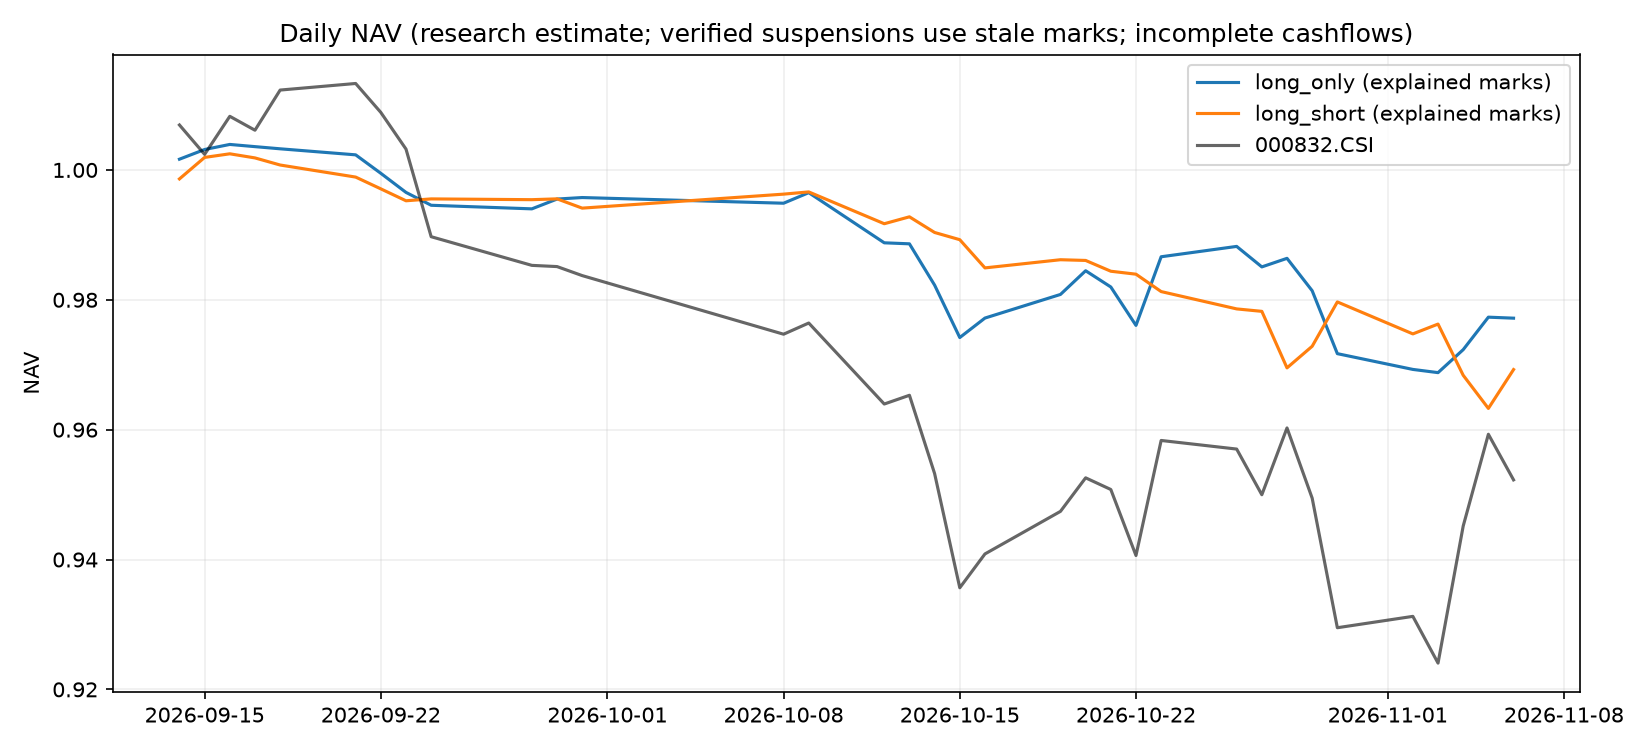 Daily NAV (research estimate; verified suspensions use stale marks; incomplete cashflows)
long_only (explained marks)
long_short (explained marks)
000832.CSI
NAV
1.00
0.98
0.96
0.94
0.92
2026-09-15
2026-09-22
2026-10-01
2026-10-08
2026-10-15
2026-10-22
2026-11-01
2026-11-08